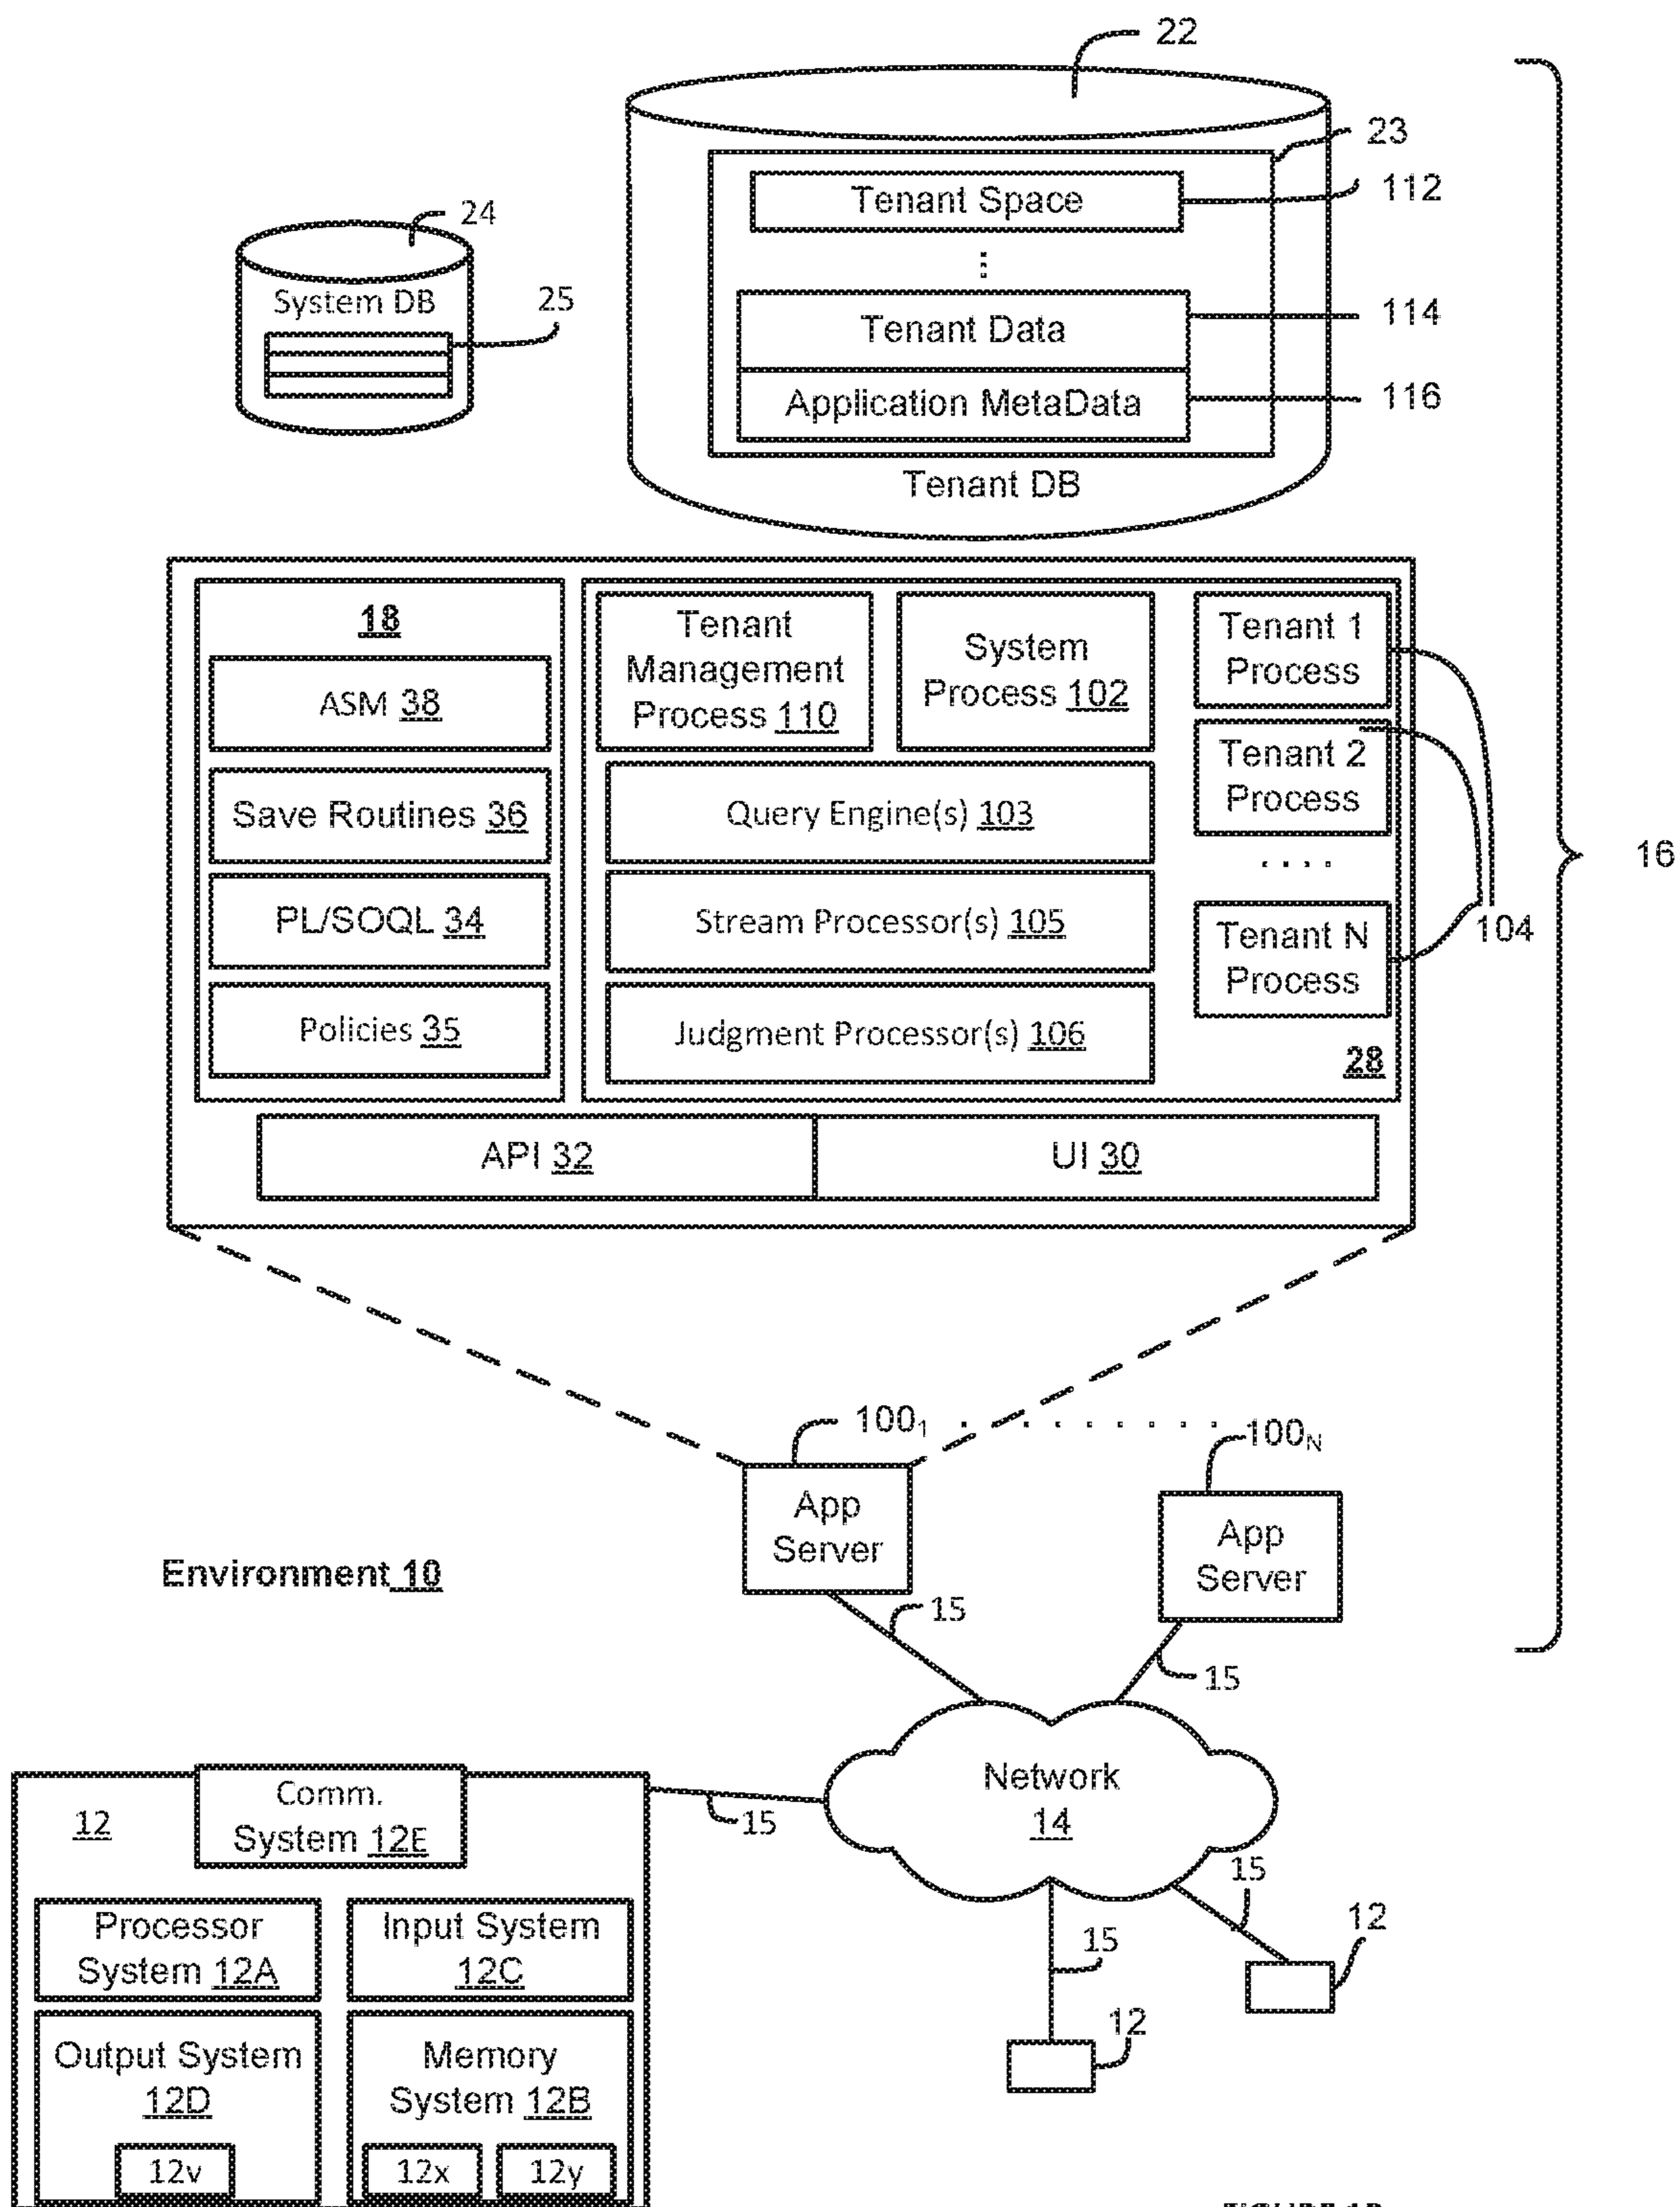 22
23
Tenant Space
112
24
System DB
25
Tenant Data
114
Application MetaData
116
Tenant DB
18
Tenant
Management
Process 110
System
Process 102
Tenant 1
Process
ASM 38
Tenant 2
Process
Save Routines 36
Query Engine(s) 103
16
PL/SOQL 34
Stream Processor(s) 105
Tenant N
Process
104
Policies 35
Judgment Processor(s) 106
28
API 32
UI 30
100₁
100N
App
Server
App
Server
Environment 10
15
15
Network
14
12
Comm.
System 12E
15
15
12
Processor
System 12A
Input System
12C
15
12
Output System
12D
Memory
System 12B
12v
12x
12y